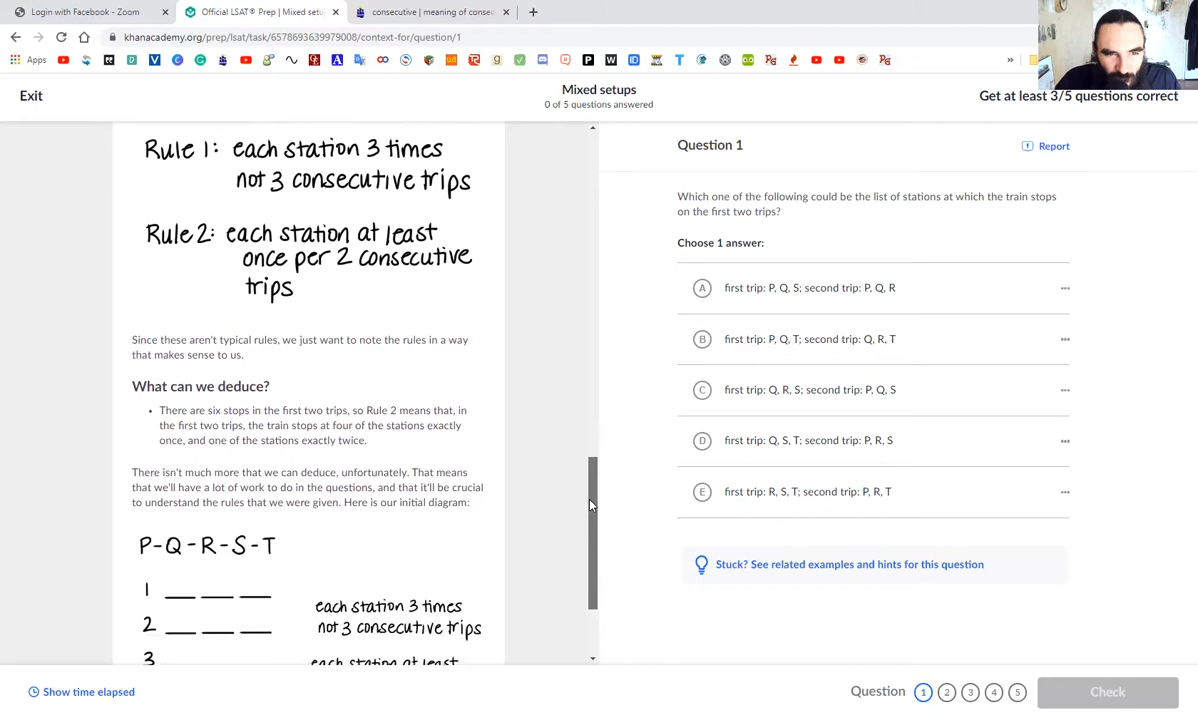 Login with Facebook - Zoom
Official LSAT® Prep | Mixed setu
consecutive | meaning of consec
khanacademy.org/prep/lsat/task/6578693639979008/context-for/question/1
Apps
Exit
Mixed setups
0 of 5 questions answered
Get at least 3/5 questions correct
Rule 1: each station 3 times
not 3 consecutive trips
Rule 2: each station at least
once per 2 consecutive
trips
Since these aren't typical rules, we just want to note the rules in a way
that makes sense to us.
What can we deduce?
• There are six stops in the first two trips, so Rule 2 means that, in
the first two trips, the train stops at four of the stations exactly
once, and one of the stations exactly twice.
There isn't much more that we can deduce, unfortunately. That means
that we'll have a lot of work to do in the questions, and that it'll be crucial
to understand the rules that we were given. Here is our initial diagram:
P-Q-R-S-T
1 ___ ___ ___
2 ___ ___ ___
3
each station 3 times
not 3 consecutive trips
each station at least
Question 1
Report
Which one of the following could be the list of stations at which the train stops
on the first two trips?
Choose 1 answer:
A first trip: P, Q, S; second trip: P, Q, R
B first trip: P, Q, T; second trip: Q, R, T
C first trip: Q, R, S; second trip: P, Q, S
D first trip: Q, S, T; second trip: P, R, S
E first trip: R, S, T; second trip: P, R, T
Stuck? See related examples and hints for this question
Show time elapsed
Question 1 2 3 4 5
Check